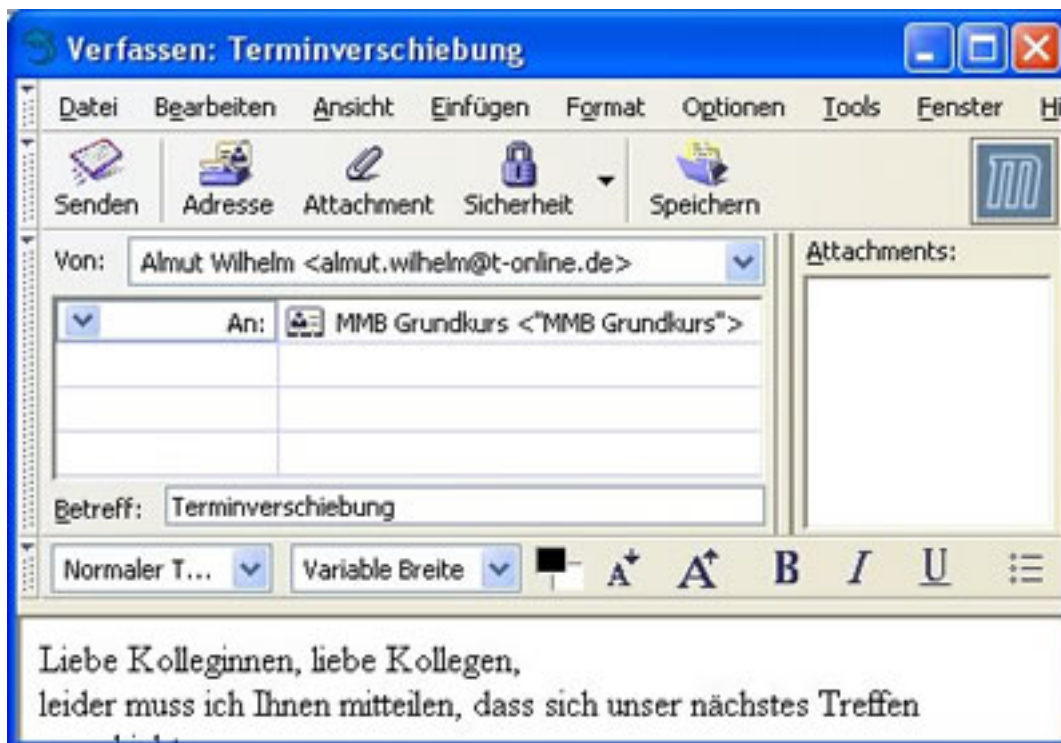 Verfassen: Terminverschiebung
Datei Bearbeiten Ansicht Einfügen Format Optionen Tools Fenster
Senden Adresse Attachment Sicherheit Speichern
Von: Almut Wilhelm <almut.wilhelm@t-online.de> Attachments:
An: MMB Grundkurs <"MMB Grundkurs">
Betreff: Terminverschiebung
Normaler T... Variable Breite A A B I U
Liebe Kolleginnen, liebe Kollegen,
leider muss ich Ihnen mitteilen, dass sich unser nächstes Treffen